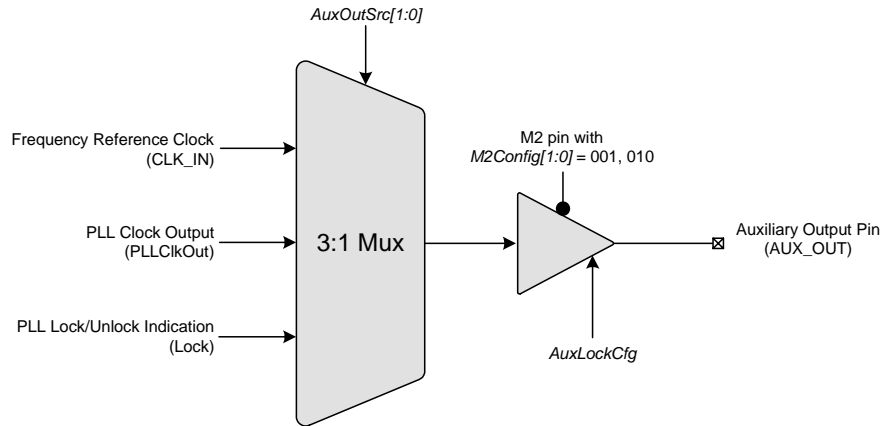 AuxOutSrc[1:0]
Frequency Reference Clock
(CLK_IN)
M2 pin with
M2Config[1:0] = 001, 010
PLL Clock Output
(PLLClkOut)
3:1 Mux
Auxiliary Output Pin
(AUX_OUT)
PLL Lock/Unlock Indication
(Lock)
AuxLockCfg